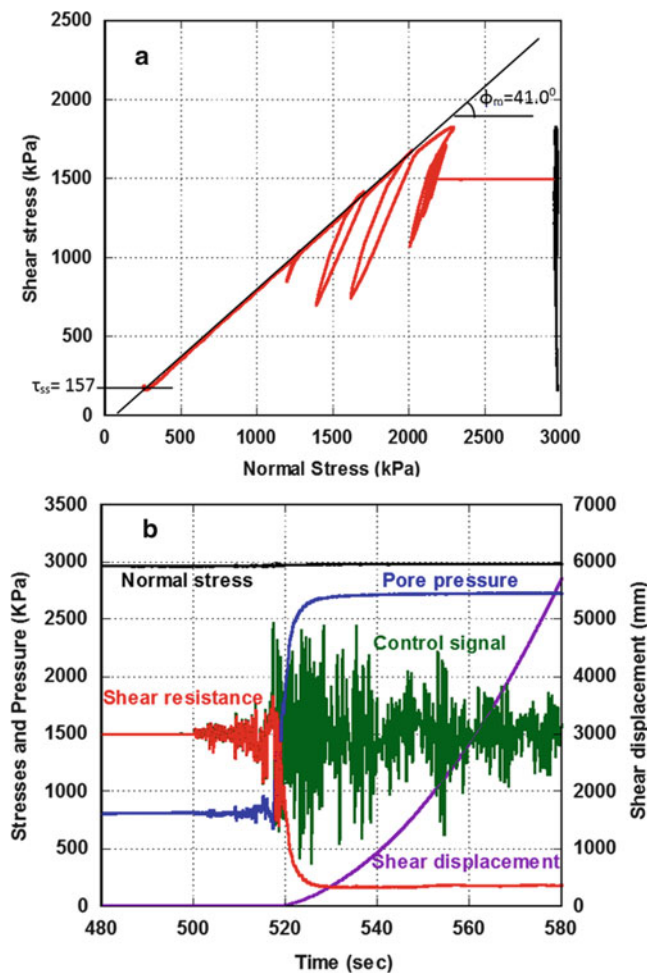 a
2500
2000
1500
1000
500
0
Shear stress (kPa)
ϕm=41.0⁰
τss= 157
0 500 1000 1500 2000 2500 3000
Normal Stress (kPa)
b
3500
3000
2500
2000
1500
1000
500
0
Stresses and Pressure (KPa)
Normal stress
Pore pressure
Control signal
Shear resistance
Shear displacement
7000
6000
5000
4000
3000
2000
1000
0
Shear displacement (mm)
480 500 520 540 560 580
Time (sec)